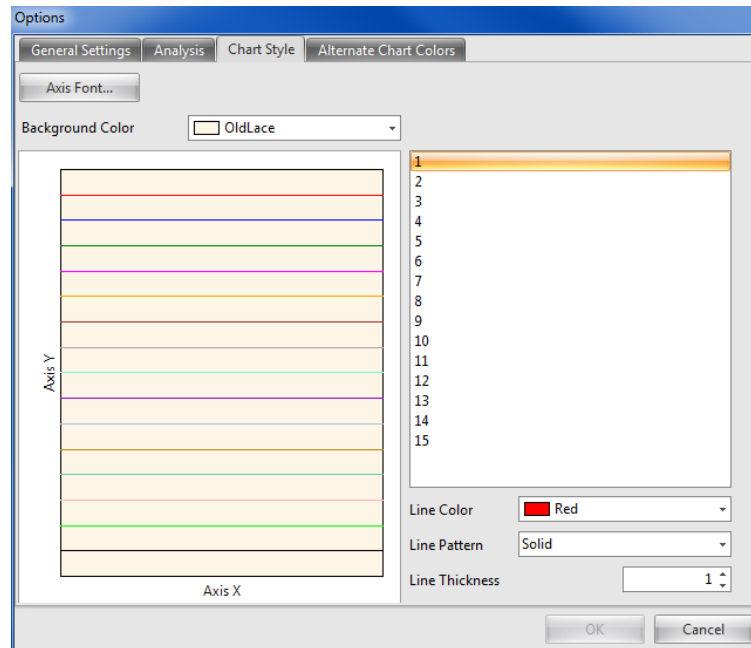 Options
General Settings Analysis Chart Style Alternate Chart Colors
Axis Font...
Background Color OldLace
Axis Y
Axis X
1
2
3
4
5
6
7
8
9
10
11
12
13
14
15
Line Color Red
Line Pattern Solid
Line Thickness 1
OK Cancel